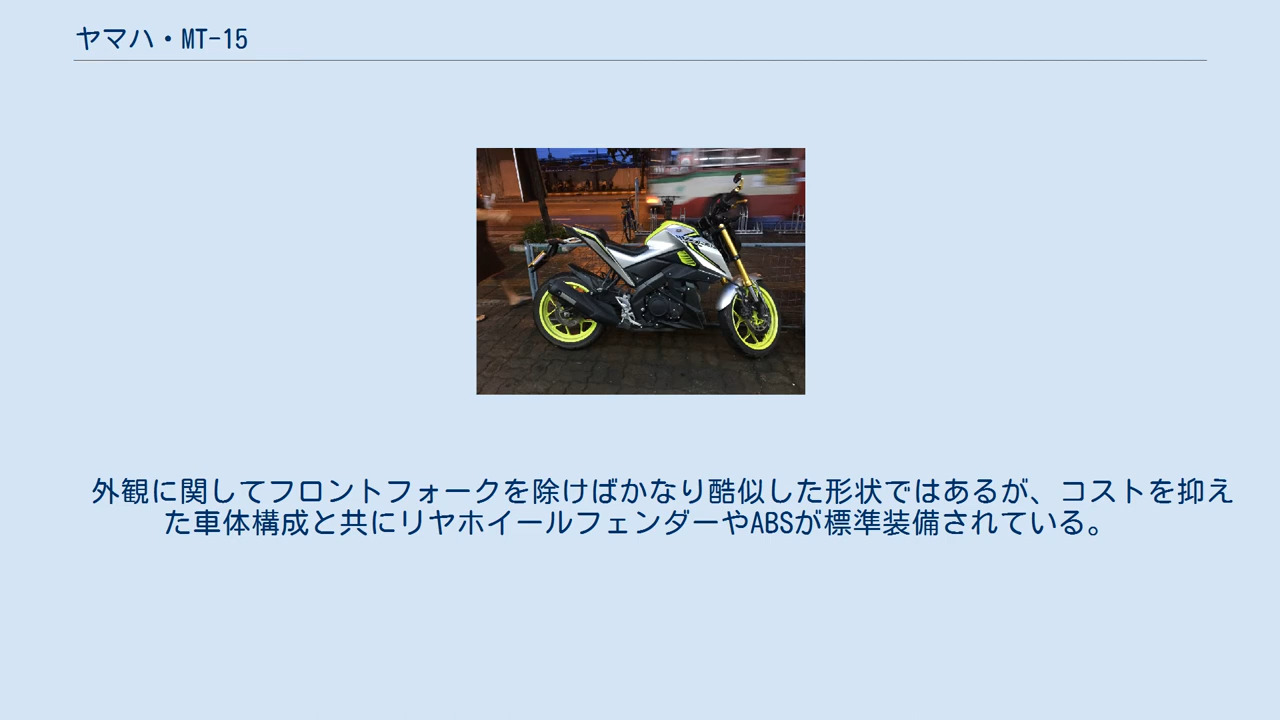 ヤマハ・MT-15
外観に関してフロントフォークを除けばかなり酷似した形状ではあるが、コストを抑え
た車体構成と共にリヤホイールフェンダーやABSが標準装備されている。